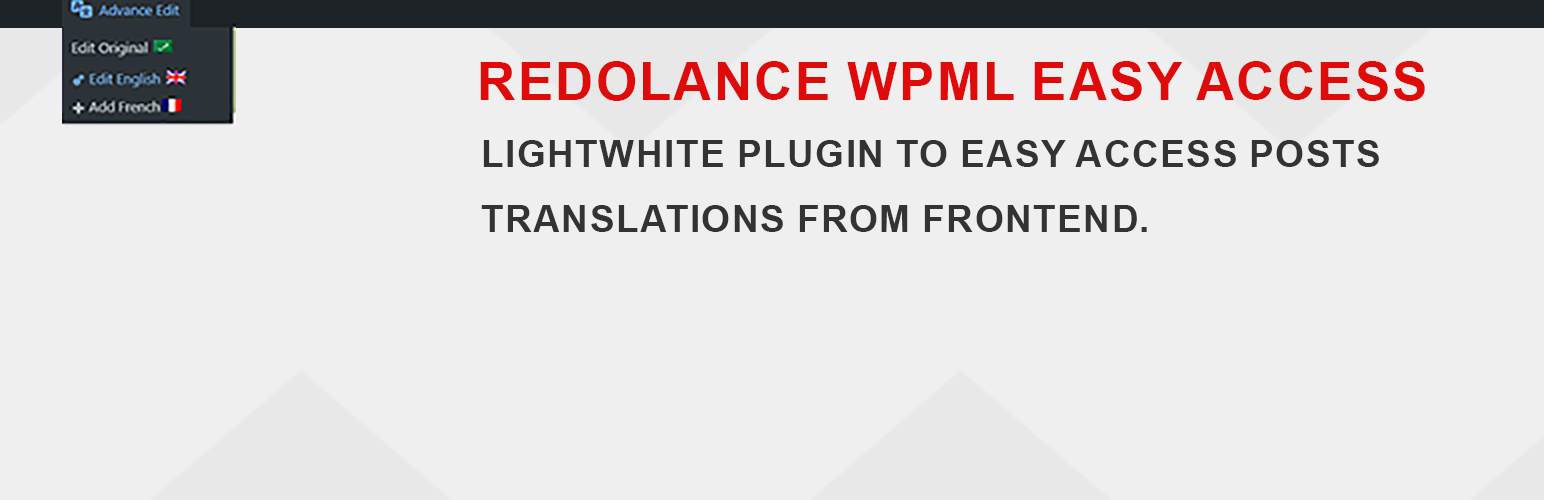 Advance Edit
Edit Original
Edit English
Add French
REDOLANCE WPML EASY ACCESS
LIGHTWHITE PLUGIN TO EASY ACCESS POSTS
TRANSLATIONS FROM FRONTEND.